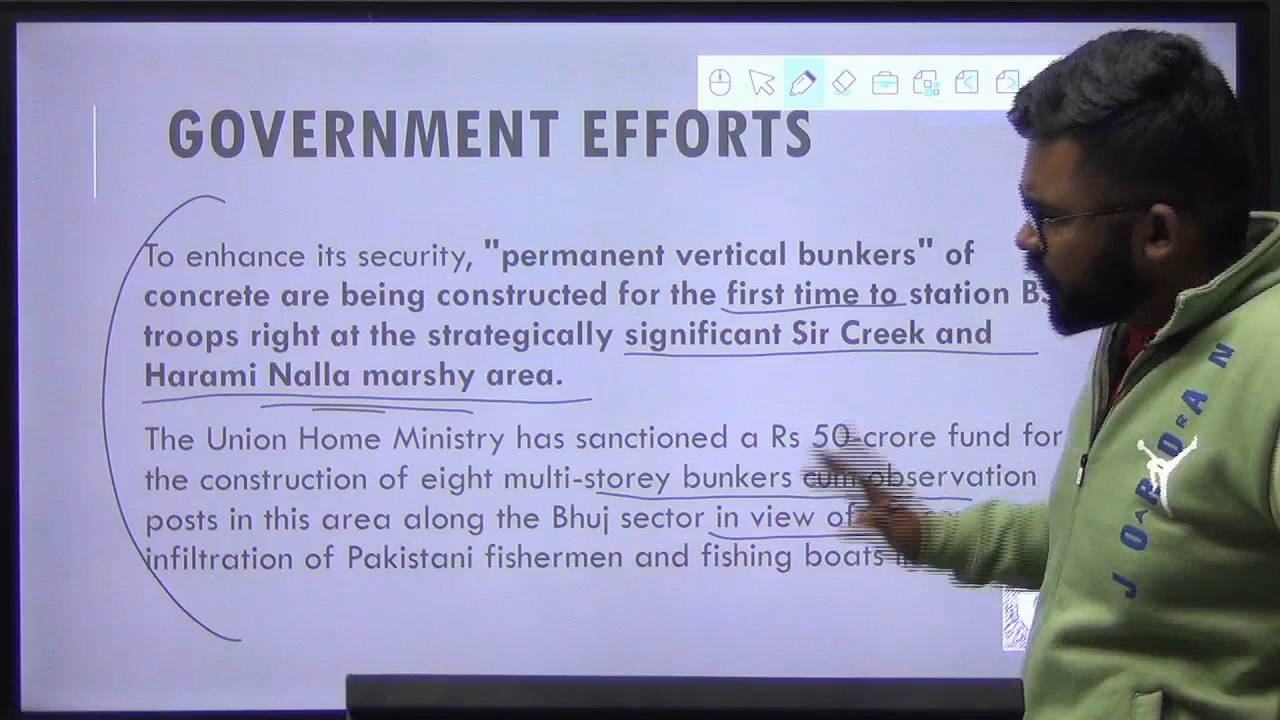 GOVERNMENT EFFORTS
To enhance its security, "permanent vertical bunkers" of
concrete are being constructed for the first time to station
troops right at the strategically significant Sir Creek and
Harami Nalla marshy area.
The Union Home Ministry has sanctioned a Rs 50-crore fund for
the construction of eight multi-storey bunkers cum observation
posts in this area along the Bhuj sector in view of
infiltration of Pakistani fishermen and fishing boats
JORDAN